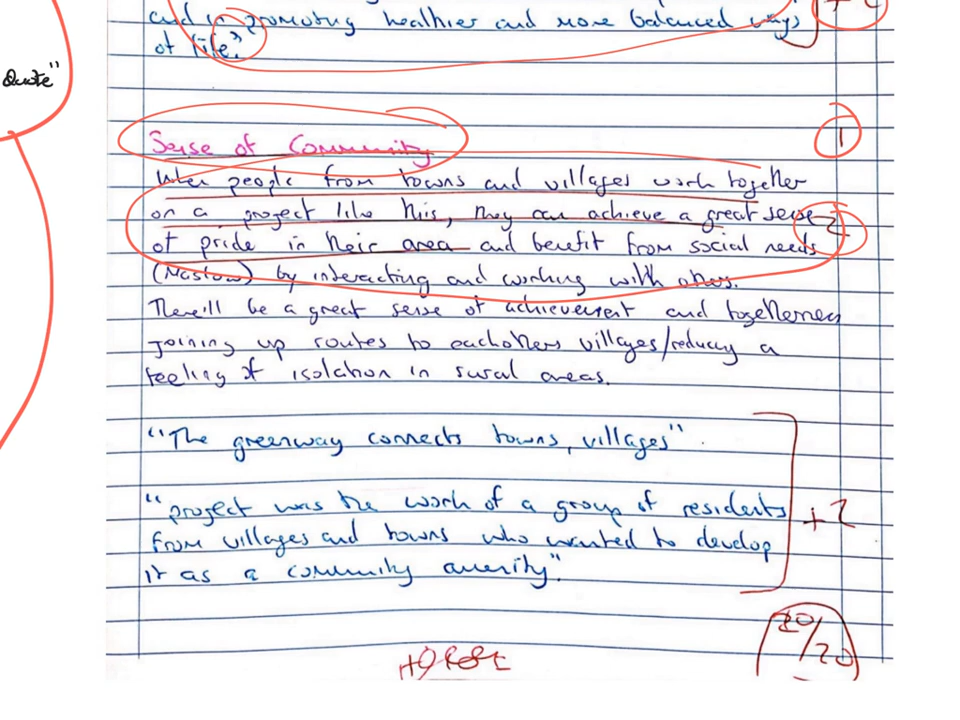 and in promoting healthier and more balanced ways
of life."
Quote"
Sense of Community
1
When people from towns and villages work together
on a project like this, they can achieve a great sense
2
of pride in their area and benefit from social needs
(Maslow) by interacting and working with others.
There'll be a great sense of achievement and togetherness
joining up routes to eachothers villages/reducing a
feeling of isolation in rural areas.
"The greenway connects towns, villages".
"project was the work of a group of residents
from villages and towns who wanted to develop
it as a community amenity".
+2
20/20